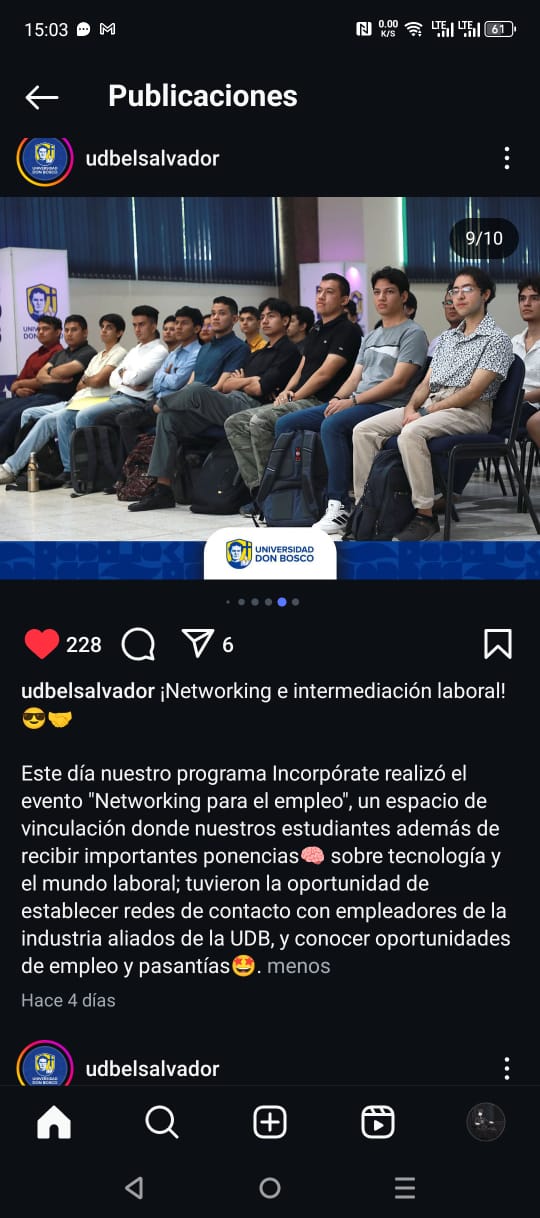 15:03
0.00
K/S
LTE
LTE
61
Publicaciones
udbelsalvador
9/10
DON
UNIVERSIDAD
DON BOSCO
228
6
udbelsalvador ¡Networking e intermediación laboral!
😎🤝
Este día nuestro programa Incorpórate realizó el
evento "Networking para el empleo", un espacio de
vinculación donde nuestros estudiantes además de
recibir importantes ponencias🧠 sobre tecnología y
el mundo laboral; tuvieron la oportunidad de
establecer redes de contacto con empleadores de la
industria aliados de la UDB, y conocer oportunidades
de empleo y pasantías🤩. menos
Hace 4 días
udbelsalvador